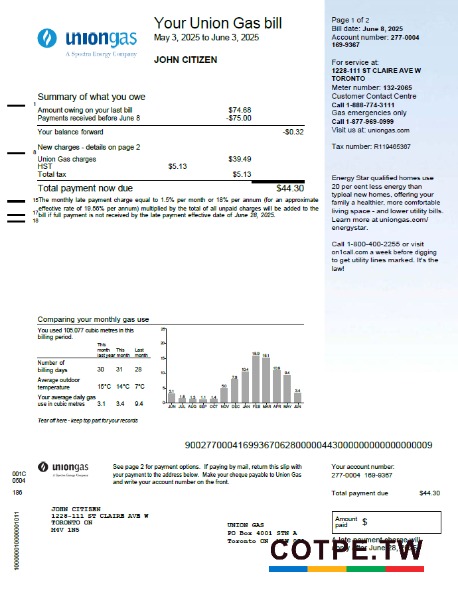 uniongas
A Spectra Energy Company
Your Union Gas bill
May 3, 2025 to June 3, 2025
JOHN CITIZEN
Page 1 of 2
Bill date: June 8, 2025
Account number: 277-0004
169-9367
For service at:
1228-111 ST CLAIRE AVE W
TORONTO
Meter number: 132-2065
Customer Contact Centre
Call 1-888-774-3111
Gas emergencies only
Call 1-877-969-0999
Visit us at: uniongas.com
Tax number: R119465367
Energy Star qualified homes use
20 per cent less energy than
typical new homes, offering your
family a healthier, more comfortable
living space - and lower utility bills.
Learn more at uniongas.com/
energystar.
Call 1-800-400-2255 or visit
on1call.com a week before digging
to get utility lines marked. It's the
law!
Summary of what you owe
Amount owing on your last bill $74.68
Payments received before June 8 -$75.00
Your balance forward -$0.32
New charges - details on page 2
Union Gas charges $39.49
HST $5.13
Total tax $5.13
Total payment now due $44.30
The monthly late payment charge equal to 1.5% per month or 18% per annum (for an approximate
effective rate of 19.56% per annum) multiplied by the total of all unpaid charges will be added to the
bill if full payment is not received by the late payment effective date of June 28, 2025.
Comparing your monthly gas use
You used 105.077 cubic metres in this
billing period.
This month last year This month Last month
Number of billing days 30 31 28
Average outdoor temperature 15°C 14°C 7°C
Your average daily gas use in cubic metres 3.1 3.4 9.4
JUN JUL AUG SEP OCT NOV DEC JAN FEB MAR APR MAY JUN
Tear off here - keep top part for your records
uniongas
A Spectra Energy Company
See page 2 for payment options. If paying by mail, return this slip with
your payment to the address below. Make your cheque payable to Union Gas
and write your account number on the front.
Your account number:
277-0004 169-9367
Total payment due $44.30
Amount paid $
001C
0504
186
JOHN CITIZEN
1228-111 ST CLAIRE AV W
TORONTO ON
M4V 1N5
UNION GAS
PO Box 4001 STN A
Toronto ON
COTPE.TW